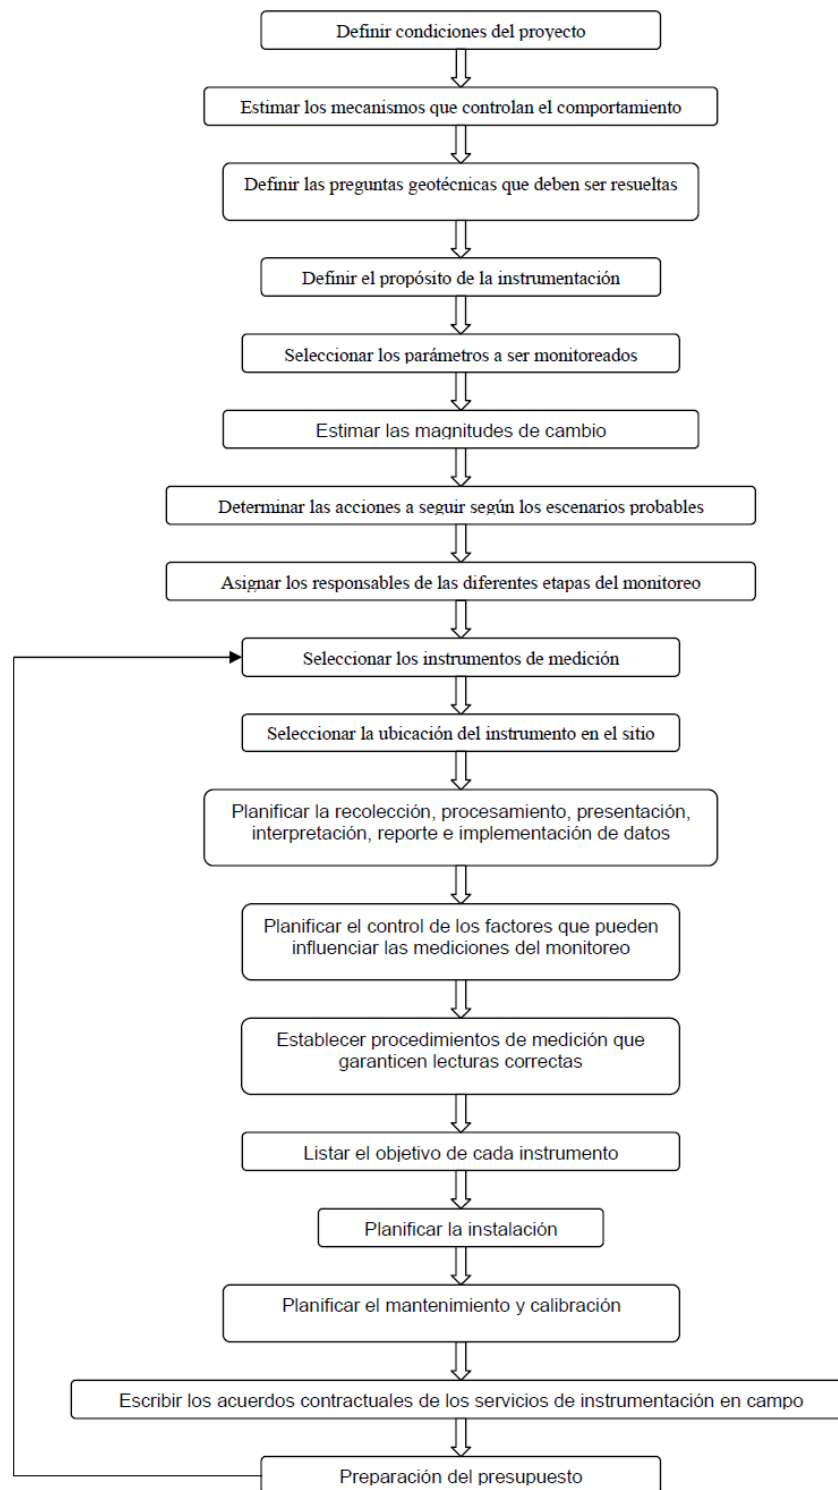 Definir condiciones del proyecto
Estimar los mecanismos que controlan el comportamiento
Definir las preguntas geotécnicas que deben ser resueltas
Definir el propósito de la instrumentación
Seleccionar los parámetros a ser monitoreados
Estimar las magnitudes de cambio
Determinar las acciones a seguir según los escenarios probables
Asignar los responsables de las diferentes etapas del monitoreo
Seleccionar los instrumentos de medición
Seleccionar la ubicación del instrumento en el sitio
Planificar la recolección, procesamiento, presentación,
interpretación, reporte e implementación de datos
Planificar el control de los factores que pueden
influenciar las mediciones del monitoreo
Establecer procedimientos de medición que
garanticen lecturas correctas
Listar el objetivo de cada instrumento
Planificar la instalación
Planificar el mantenimiento y calibración
Escribir los acuerdos contractuales de los servicios de instrumentación en campo
Preparación del presupuesto